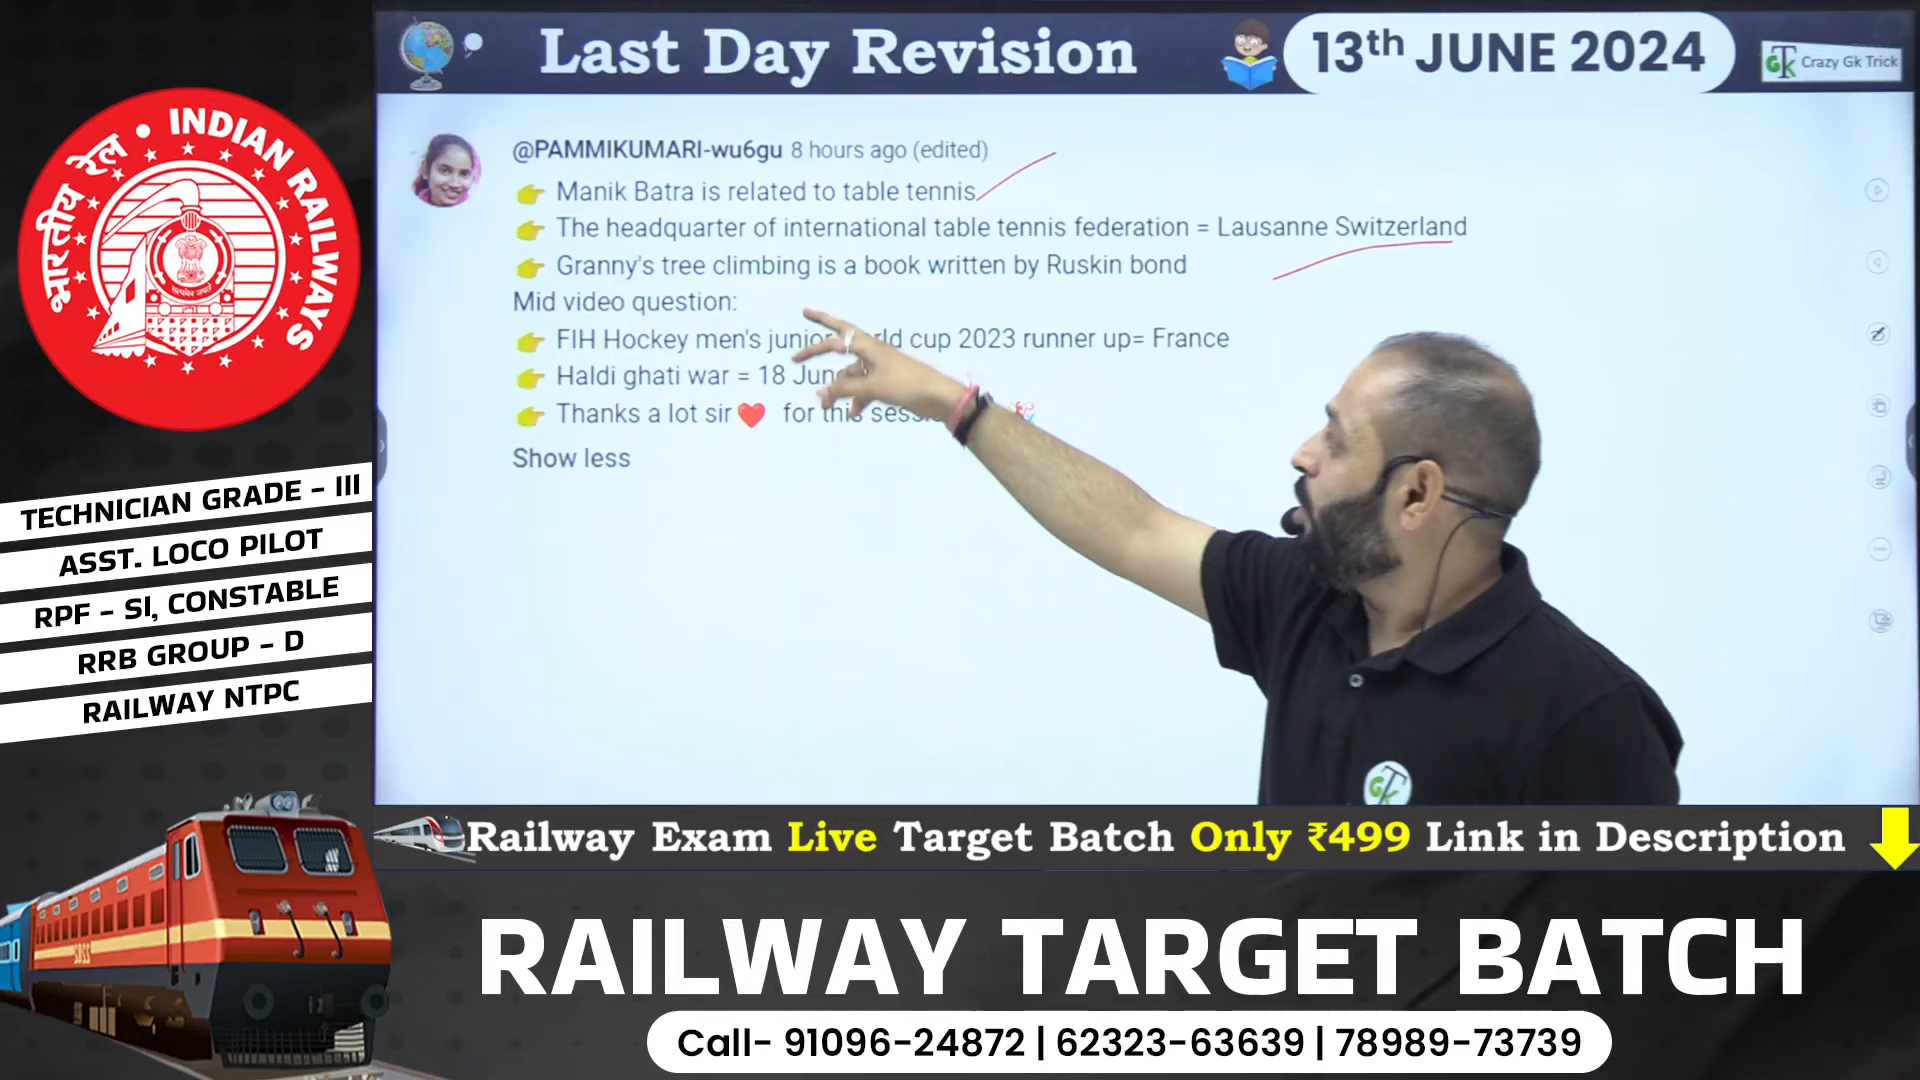 Last Day Revision
13th JUNE 2024
GK Crazy Gk Trick
भारतीय रेल • INDIAN RAILWAYS
सत्यमेव जयते
@PAMMIKUMARI-wu6gu 8 hours ago (edited)
👉 Manik Batra is related to table tennis
👉 The headquarter of international table tennis federation = Lausanne Switzerland
👉 Granny's tree climbing is a book written by Ruskin bond
Mid video question:
👉 FIH Hockey men's junior cup 2023 runner up= France
👉 Haldi ghati war = 18
👉 Thanks a lot sir ❤️ for this
Show less
TECHNICIAN GRADE – III
ASST. LOCO PILOT
RPF – SI, CONSTABLE
RRB GROUP – D
RAILWAY NTPC
GTK
Railway Exam Live Target Batch Only ₹499 Link in Description
RAILWAY TARGET BATCH
Call- 91096-24872 | 62323-63639 | 78989-73739